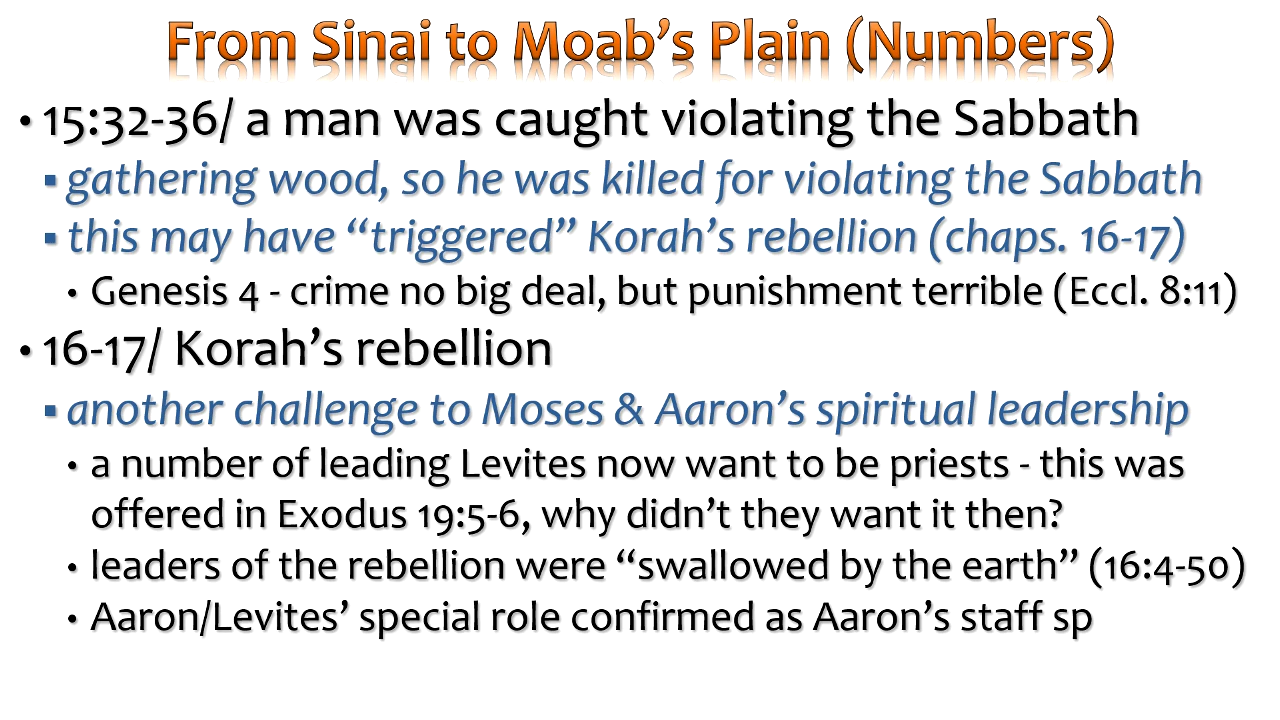 From Sinai to Moab’s Plain (Numbers)
• 15:32-36/ a man was caught violating the Sabbath
▪ gathering wood, so he was killed for violating the Sabbath
▪ this may have “triggered” Korah’s rebellion (chaps. 16-17)
• Genesis 4 - crime no big deal, but punishment terrible (Eccl. 8:11)
• 16-17/ Korah’s rebellion
▪ another challenge to Moses & Aaron’s spiritual leadership
• a number of leading Levites now want to be priests - this was
offered in Exodus 19:5-6, why didn’t they want it then?
• leaders of the rebellion were “swallowed by the earth” (16:4-50)
• Aaron/Levites’ special role confirmed as Aaron’s staff sp